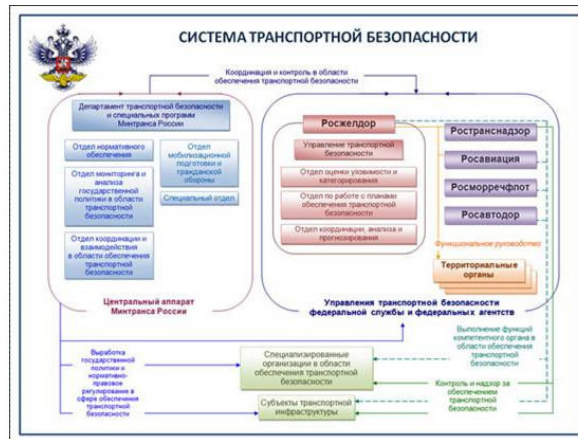 СИСТЕМА ТРАНСПОРТНОЙ БЕЗОПАСНОСТИ
Координация и контроль в области
обеспечения транспортной безопасности
Департамент транспортной безопасности
и специальных программ
Минтранса России
Отдел нормативного
обеспечения
Отдел мониторинга и
анализа
государственной
политики в области
транспортной
безопасности
Отдел координации и
взаимодействия
в области обеспечения
транспортной
безопасности
Отдел
мобилизационной
подготовки и
гражданской
обороны
Специальный отдел
Центральный аппарат
Минтранса России
Росжелдор
Управление транспортной
безопасности
Отдел оценки уязвимости и
категорирования
Отдел по работе с планами
обеспечения транспортной
безопасности
Отдел координации, анализа и
прогнозирования
Ространснадзор
Росавиация
Росморречфлот
Росавтодор
Функциональное руководство
Территориальные
органы
Управления транспортной безопасности
федеральной службы и федеральных агентств
Выработка
государственной
политики и
нормативно-
правовое
регулирование в
сфере обеспечения
транспортной
безопасности
Специализированные
организации в области
обеспечения транспортной
безопасности
Субъекты транспортной
инфраструктуры
Выполнение функций
компетентного органа в
области обеспечения
транспортной
безопасности
Контроль и надзор за
обеспечением
транспортной
безопасности